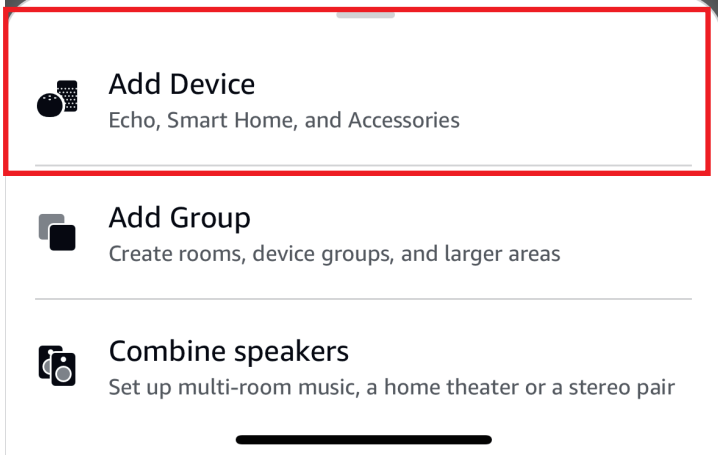 Add Device
Echo, Smart Home, and Accessories
Add Group
Create rooms, device groups, and larger areas
Combine speakers
Set up multi-room music, a home theater or a stereo pair